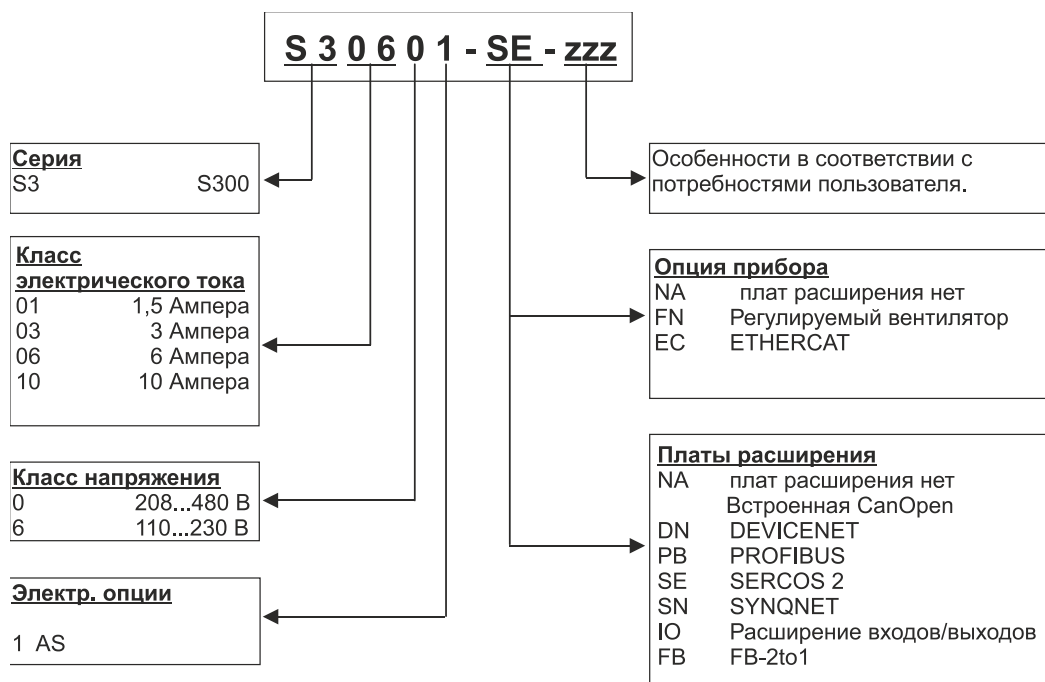 S 3 0 6 0 1 - SE - zzz
Серия
S3 S300
Класс
электрического тока
01 1,5 Ампера
03 3 Ампера
06 6 Ампера
10 10 Ампера
Класс напряжения
0 208...480 В
6 110...230 В
Электр. опции
1 AS
Особенности в соответствии с
потребностями пользователя.
Опция прибора
NA плат расширения нет
FN Регулируемый вентилятор
EC ETHERCAT
Платы расширения
NA плат расширения нет
Встроенная CanOpen
DN DEVICENET
PB PROFIBUS
SE SERCOS 2
SN SYNQNET
IO Расширение входов/выходов
FB FB-2to1